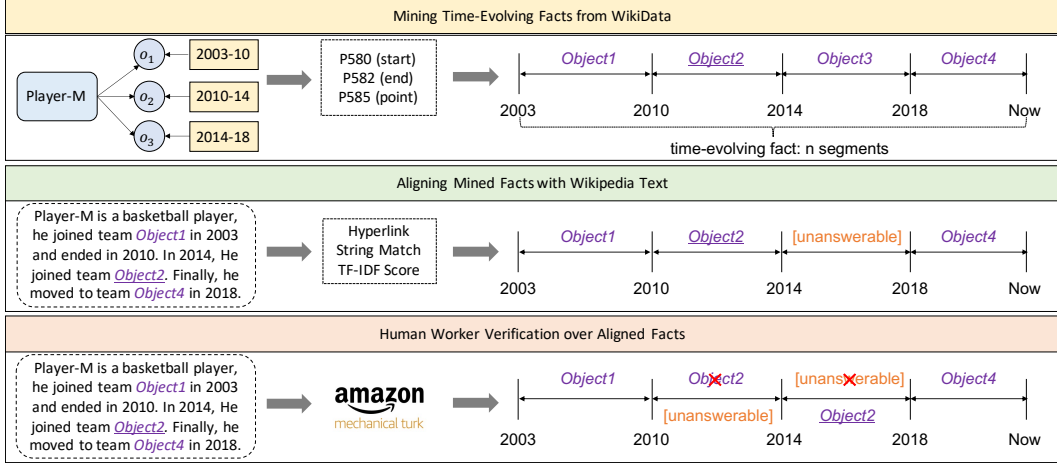 Mining Time-Evolving Facts from WikiData
Player-M
o1
o2
o3
2003-10
2010-14
2014-18
P580 (start)
P582 (end)
P585 (point)
Object1
Object2
Object3
Object4
2003
2010
2014
2018
Now
time-evolving fact: n segments
Aligning Mined Facts with Wikipedia Text
Player-M is a basketball player,
he joined team Object1 in 2003
and ended in 2010. In 2014, He
joined team Object2. Finally, he
moved to team Object4 in 2018.
Hyperlink
String Match
TF-IDF Score
Object1
Object2
[unanswerable]
Object4
2003
2010
2014
2018
Now
Human Worker Verification over Aligned Facts
Player-M is a basketball player,
he joined team Object1 in 2003
and ended in 2010. In 2014, He
joined team Object2. Finally, he
moved to team Object4 in 2018.
amazon
mechanical turk
Object1
Object2
[unanswerable]
Object4
[unanswerable]
Object2
2003
2010
2014
2018
Now